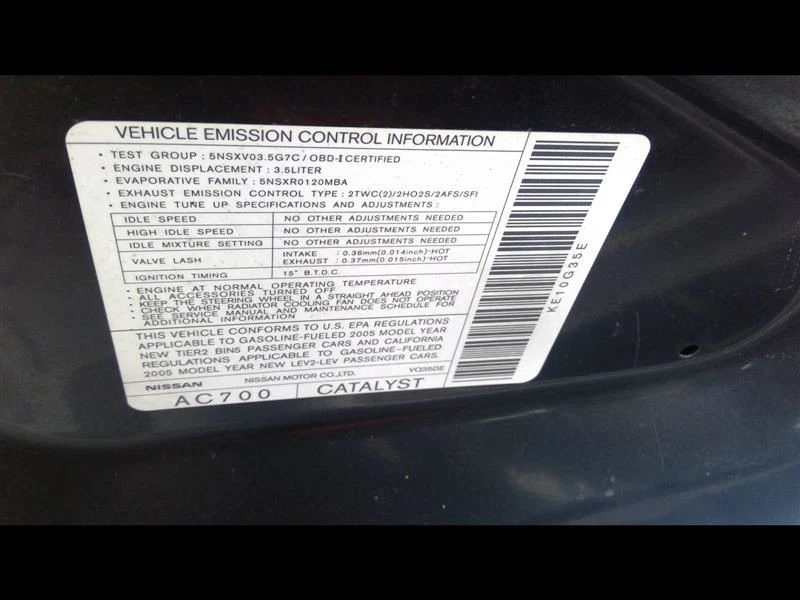 VEHICLE EMISSION CONTROL INFORMATION
• TEST GROUP : 5NSXV03.5G7C / OBD-Ⅱ CERTIFIED
• ENGINE DISPLACEMENT : 3.5LITER
• EVAPORATIVE FAMILY : 5NSXR0120MBA
• EXHAUST EMISSION CONTROL TYPE : 2TWC(2)/2HO2S/2AFS/SFI
• ENGINE TUNE UP SPECIFICATIONS AND ADJUSTMENTS :
IDLE SPEED NO OTHER ADJUSTMENTS NEEDED
HIGH IDLE SPEED NO OTHER ADJUSTMENTS NEEDED
IDLE MIXTURE SETTING NO OTHER ADJUSTMENTS NEEDED
VALVE LASH INTAKE : 0.36mm(0.014inch)-HOT
EXHAUST : 0.37mm(0.015inch)-HOT
IGNITION TIMING 15° B.T.D.C.
• ENGINE AT NORMAL OPERATING TEMPERATURE
• ALL ACCESSORIES TURNED OFF
• KEEP THE STEERING WHEEL IN A STRAIGHT AHEAD POSITION
• CHECK WHEN RADIATOR COOLING FAN DOES NOT OPERATE
• SEE SERVICE MANUAL AND MAINTENANCE SCHEDULE FOR
ADDITIONAL INFORMATION
THIS VEHICLE CONFORMS TO U.S. EPA REGULATIONS
APPLICABLE TO GASOLINE-FUELED 2005 MODEL YEAR
NEW TIER2 BIN5 PASSENGER CARS AND CALIFORNIA
REGULATIONS APPLICABLE TO GASOLINE-FUELED
2005 MODEL YEAR NEW LEV2-LEV PASSENGER CARS.
NISSAN NISSAN MOTOR CO.,LTD. VQ35DE
AC700 CATALYST
KE10G35E